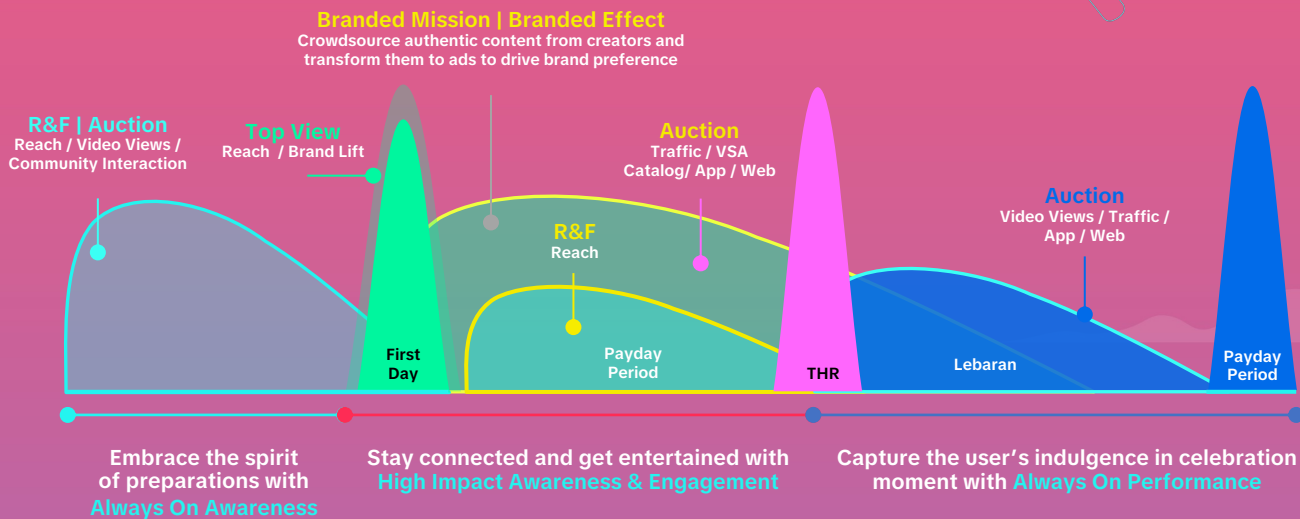 Branded Mission | Branded Effect
Crowdsource authentic content from creators and
transform them to ads to drive brand preference
R&F | Auction
Reach / Video Views /
Community Interaction
Top View
Reach / Brand Lift
Auction
Traffic / VSA
Catalog/ App / Web
R&F
Reach
Auction
Video Views / Traffic /
App / Web
First
Day
Payday
Period
THR
Lebaran
Payday
Period
Embrace the spirit
of preparations with
Always On Awareness
Stay connected and get entertained with
High Impact Awareness & Engagement
Capture the user’s indulgence in celebration
moment with Always On Performance